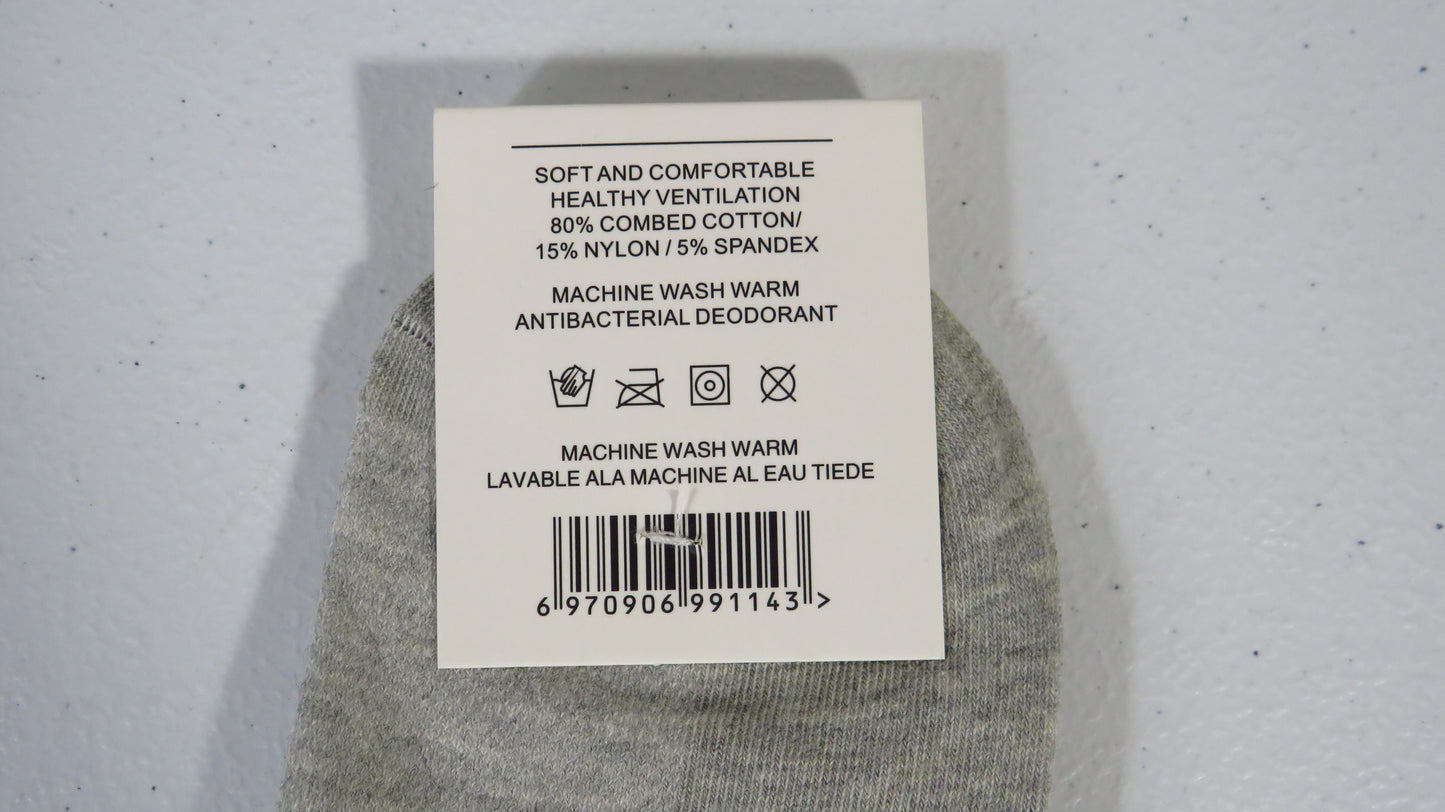 SOFT AND COMFORTABLE
HEALTHY VENTILATION
80% COMBED COTTON/
15% NYLON / 5% SPANDEX
MACHINE WASH WARM
ANTIBACTERIAL DEODORANT
MACHINE WASH WARM
LAVABLE ALA MACHINE AL EAU TIEDE
6 970906 991143 >